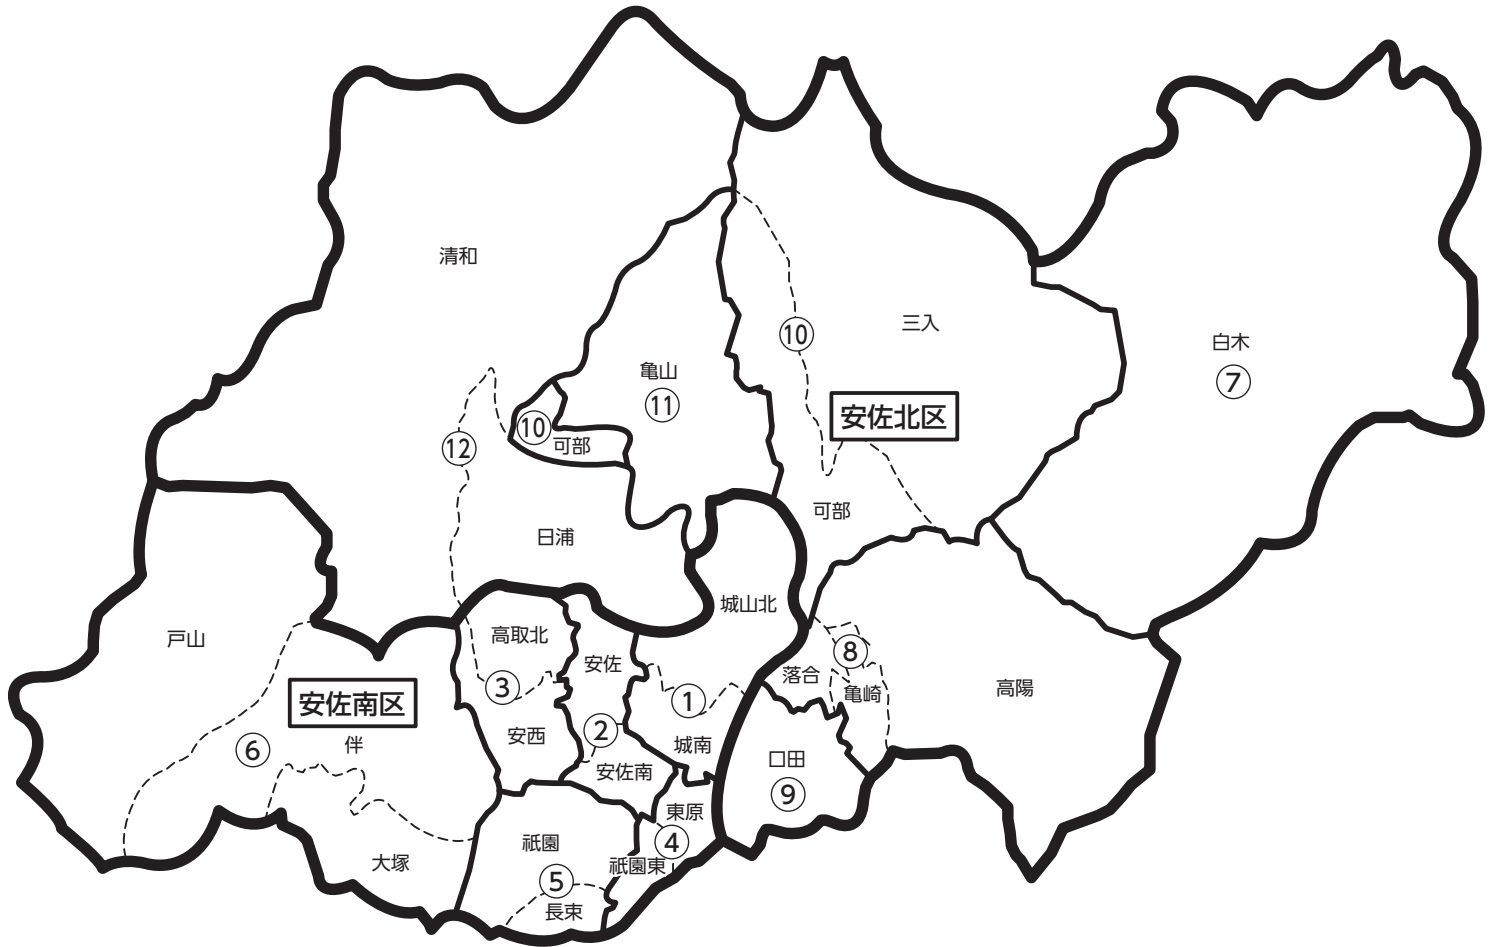 清和
三入
白木
⑦
⑩
亀山
⑪
安佐北区
⑩
可部
⑫
可部
日浦
城山北
戸山
高取北
安佐
⑧
落合
亀崎
高陽
③
①
安佐南区
②
安西
城南
⑥
伴
安佐南
口田
⑨
東原
④
祇園
祇園東
大塚
⑤
長束